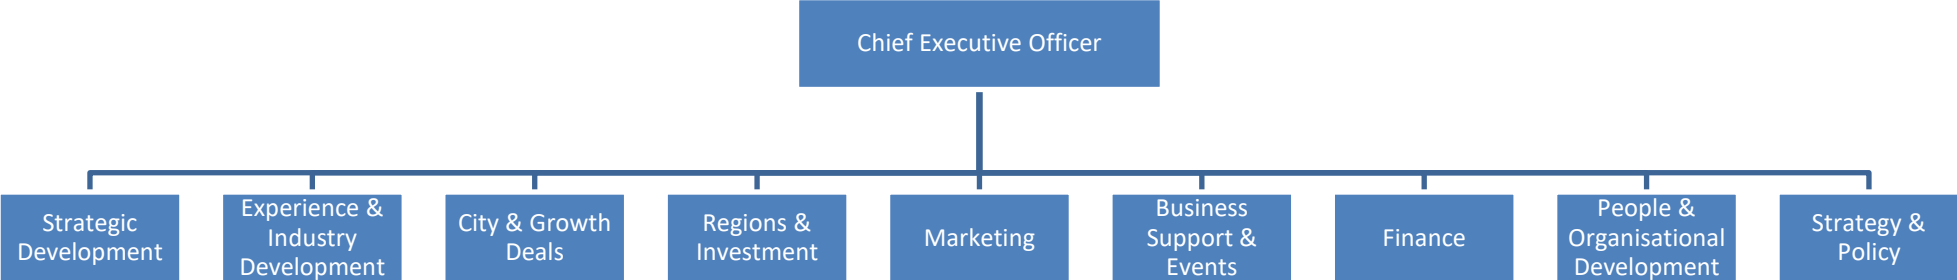 Chief Executive Officer
Strategic
Development
Experience &
Industry
Development
City & Growth
Deals
Regions &
Investment
Marketing
Business
Support &
Events
Finance
People &
Organisational
Development
Strategy &
Policy